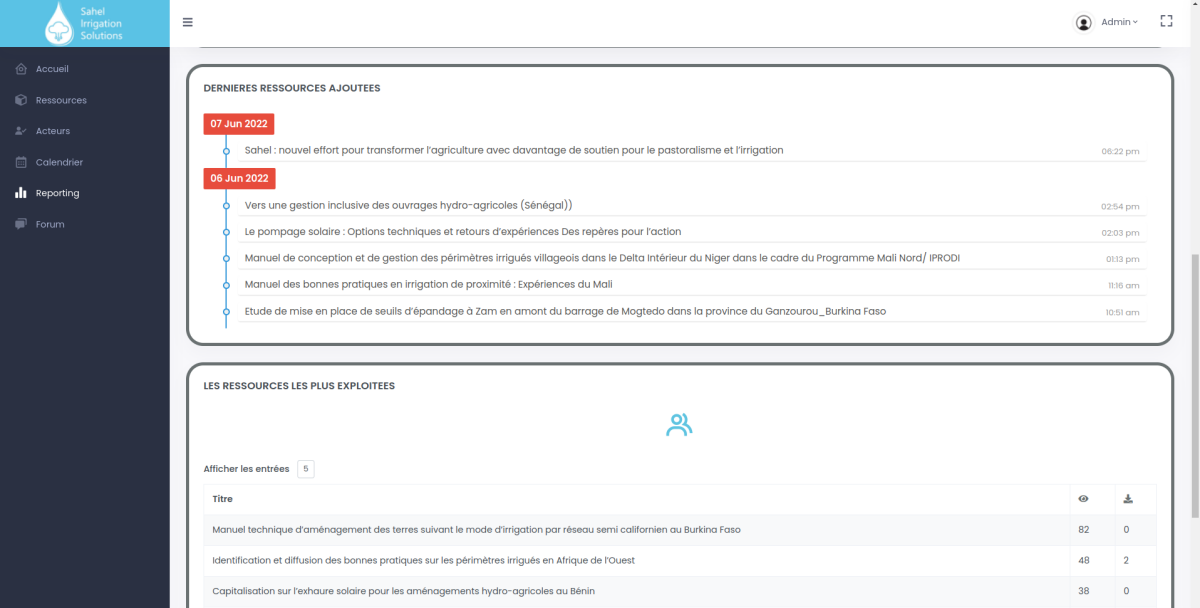 Sahel
Irrigation
Solutions
Admin
Accueil
Ressources
Acteurs
Calendrier
Reporting
Forum
DERNIERES RESSOURCES AJOUTEES
07 Jun 2022
Sahel : nouvel effort pour transformer l’agriculture avec davantage de soutien pour le pastoralisme et l’irrigation 06:22 pm
06 Jun 2022
Vers une gestion inclusive des ouvrages hydro-agricoles (Sénégal)) 02:54 pm
Le pompage solaire : Options techniques et retours d’expériences Des repères pour l’action 02:03 pm
Manuel de conception et de gestion des périmètres irrigués villageois dans le Delta Intérieur du Niger dans le cadre du Programme Mali Nord/ IPRODI 01:13 pm
Manuel des bonnes pratiques en irrigation de proximité : Expériences du Mali 11:16 am
Etude de mise en place de seuils d’épandage à Zam en amont du barrage de Mogtedo dans la province du Ganzourou_Burkina Faso 10:51 am
LES RESSOURCES LES PLUS EXPLOITEES
Afficher les entrées 5
Titre
Manuel technique d’aménagement des terres suivant le mode d’irrigation par réseau semi californien au Burkina Faso 82 0
Identification et diffusion des bonnes pratiques sur les périmètres irrigués en Afrique de l’Ouest 48 2
Capitalisation sur l’exhaure solaire pour les aménagements hydro-agricoles au Bénin 38 0